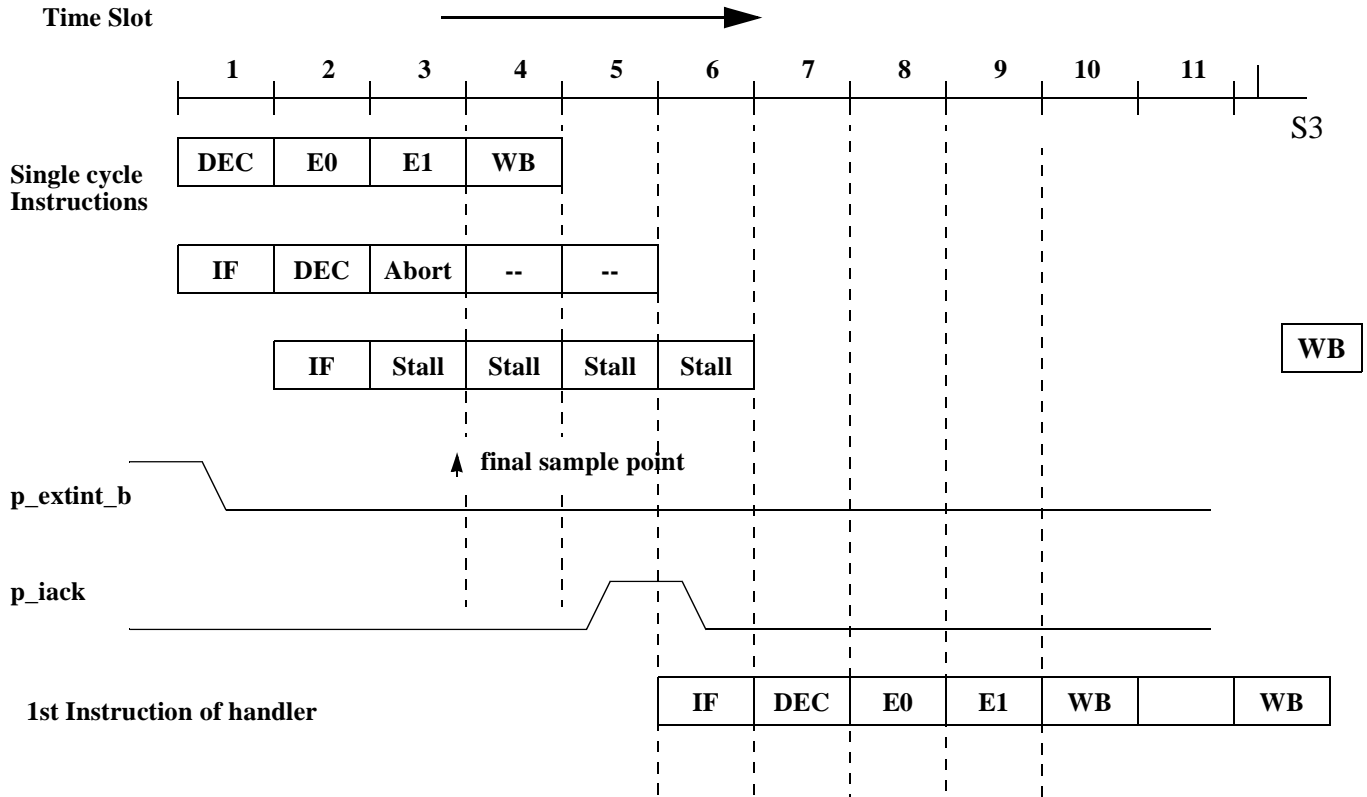 Time Slot
1 2 3 4 5 6 7 8 9 10 11
S3
DEC E0 E1 WB
Single cycle
Instructions
IF DEC Abort -- --
IF Stall Stall Stall Stall
WB
final sample point
p_extint_b
p_iack
1st Instruction of handler
IF DEC E0 E1 WB WB